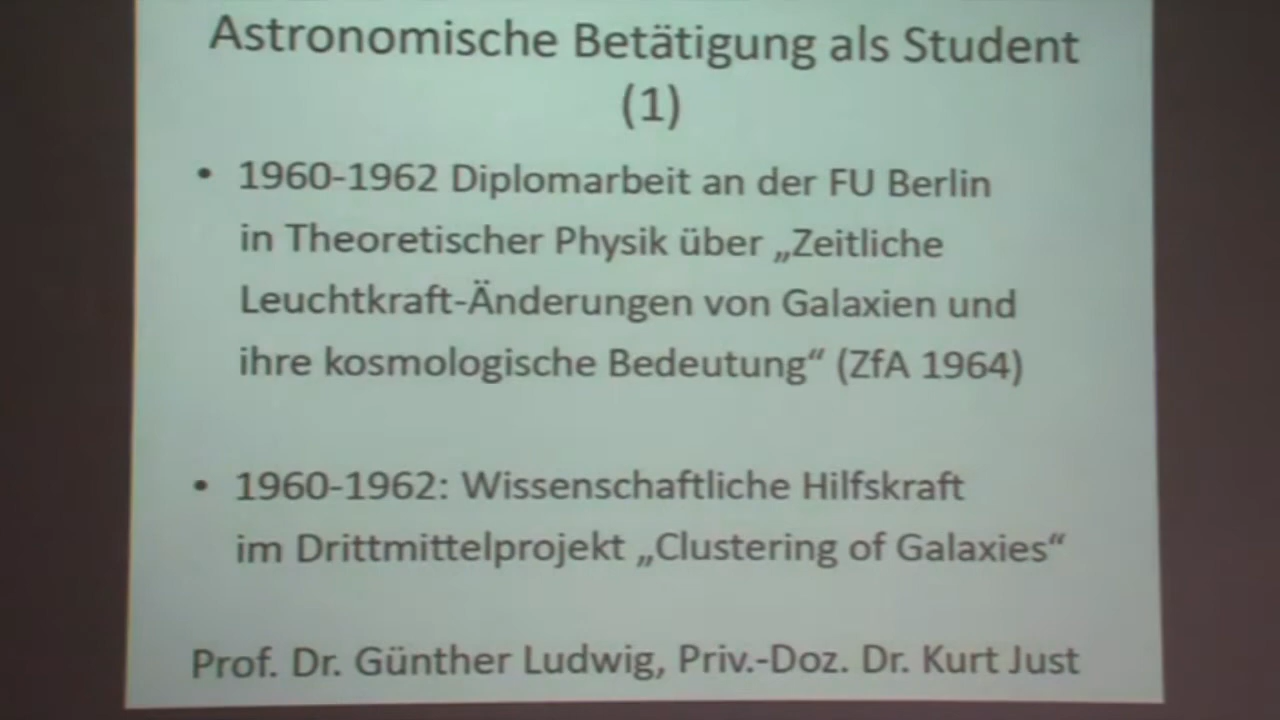 Astronomische Betätigung als Student
(1)
• 1960-1962 Diplomarbeit an der FU Berlin
in Theoretischer Physik über „Zeitliche
Leuchtkraft-Änderungen von Galaxien und
ihre kosmologische Bedeutung“ (ZfA 1964)
• 1960-1962: Wissenschaftliche Hilfskraft
im Drittmittelprojekt „Clustering of Galaxies“
Prof. Dr. Günther Ludwig, Priv.-Doz. Dr. Kurt Just